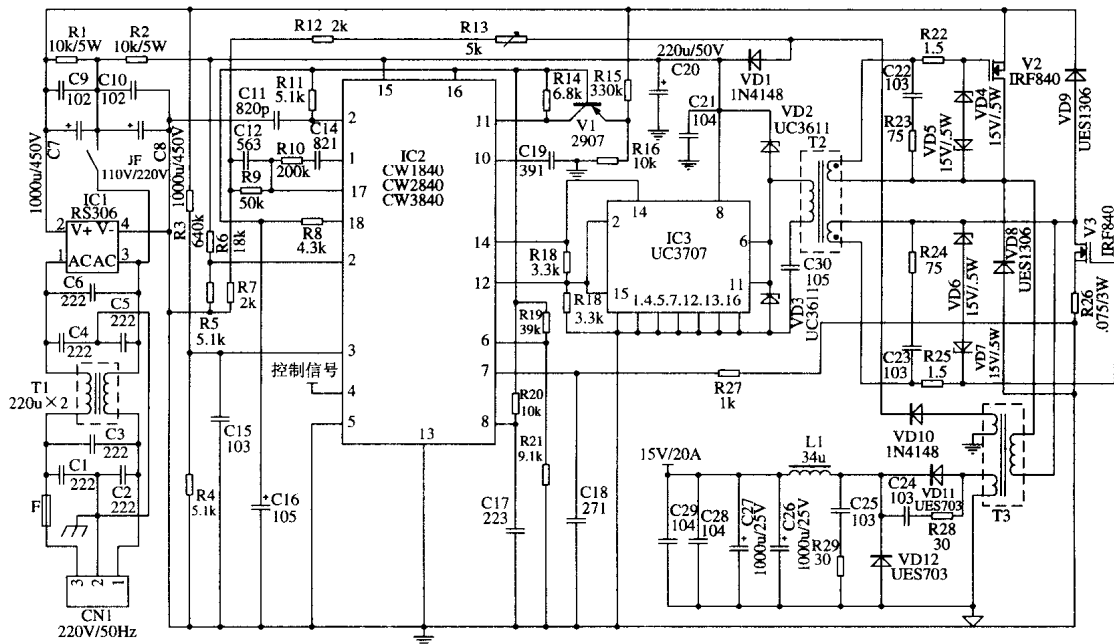 R1
10k/5W
R2
10k/5W
R12 2k
R13
5k
C9
102
C10
102
C7
1000u/450V
C8
1000u/450V
JF
110V/220V
IC1
RS306
2 V+ V- 4
1 ACAC 3
C6
222
C5
222
C4
222
T1
220u×2
C3
222
C1
222
C2
222
F
3 2 1
CN1
220V/50Hz
R3
640k
R4
5.1k
R6
18k
R5
5.1k
R7
2k
C11
820p
R11
5.1k
C12
563
R10
200k
C14
821
R9
50k
R8
4.3k
C15
103
C16
105
控制信号
IC2
CW1840
CW2840
CW3840
15
16
2
1
17
18
2
3
4
5
13
11
10
14
12
6
7
8
R14
6.8k
R15
330k
V1
2907
C19
391
R16
10k
220u/50V
C20
VD1
1N4148
C21
104
VD2
UC3611
IC3
UC3707
14
8
2
6
15
11
1.4.5.7.12.13.16
R18
3.3k
R18
3.3k
R19
39k
R20
10k
R21
9.1k
C17
223
C18
271
R27
1k
VD3
UC3611
C30
105
T2
C22
103
R22
1.5
R23
75
VD4
15V/.5W
VD5
15V/.5W
V2
IRF840
VD9
UES1306
R24
75
VD6
15V/.5W
VD8
UES1306
V3
IRF840
R26
.075/3W
C23
103
R25
1.5
VD7
15V/.5W
VD10
1N4148
T3
15V/20A
L1
34u
C29
104
C28
104
C27
1000u/25V
C26
1000u/25V
C25
103
R29
30
C24
103
VD11
UES703
R28
30
VD12
UES703